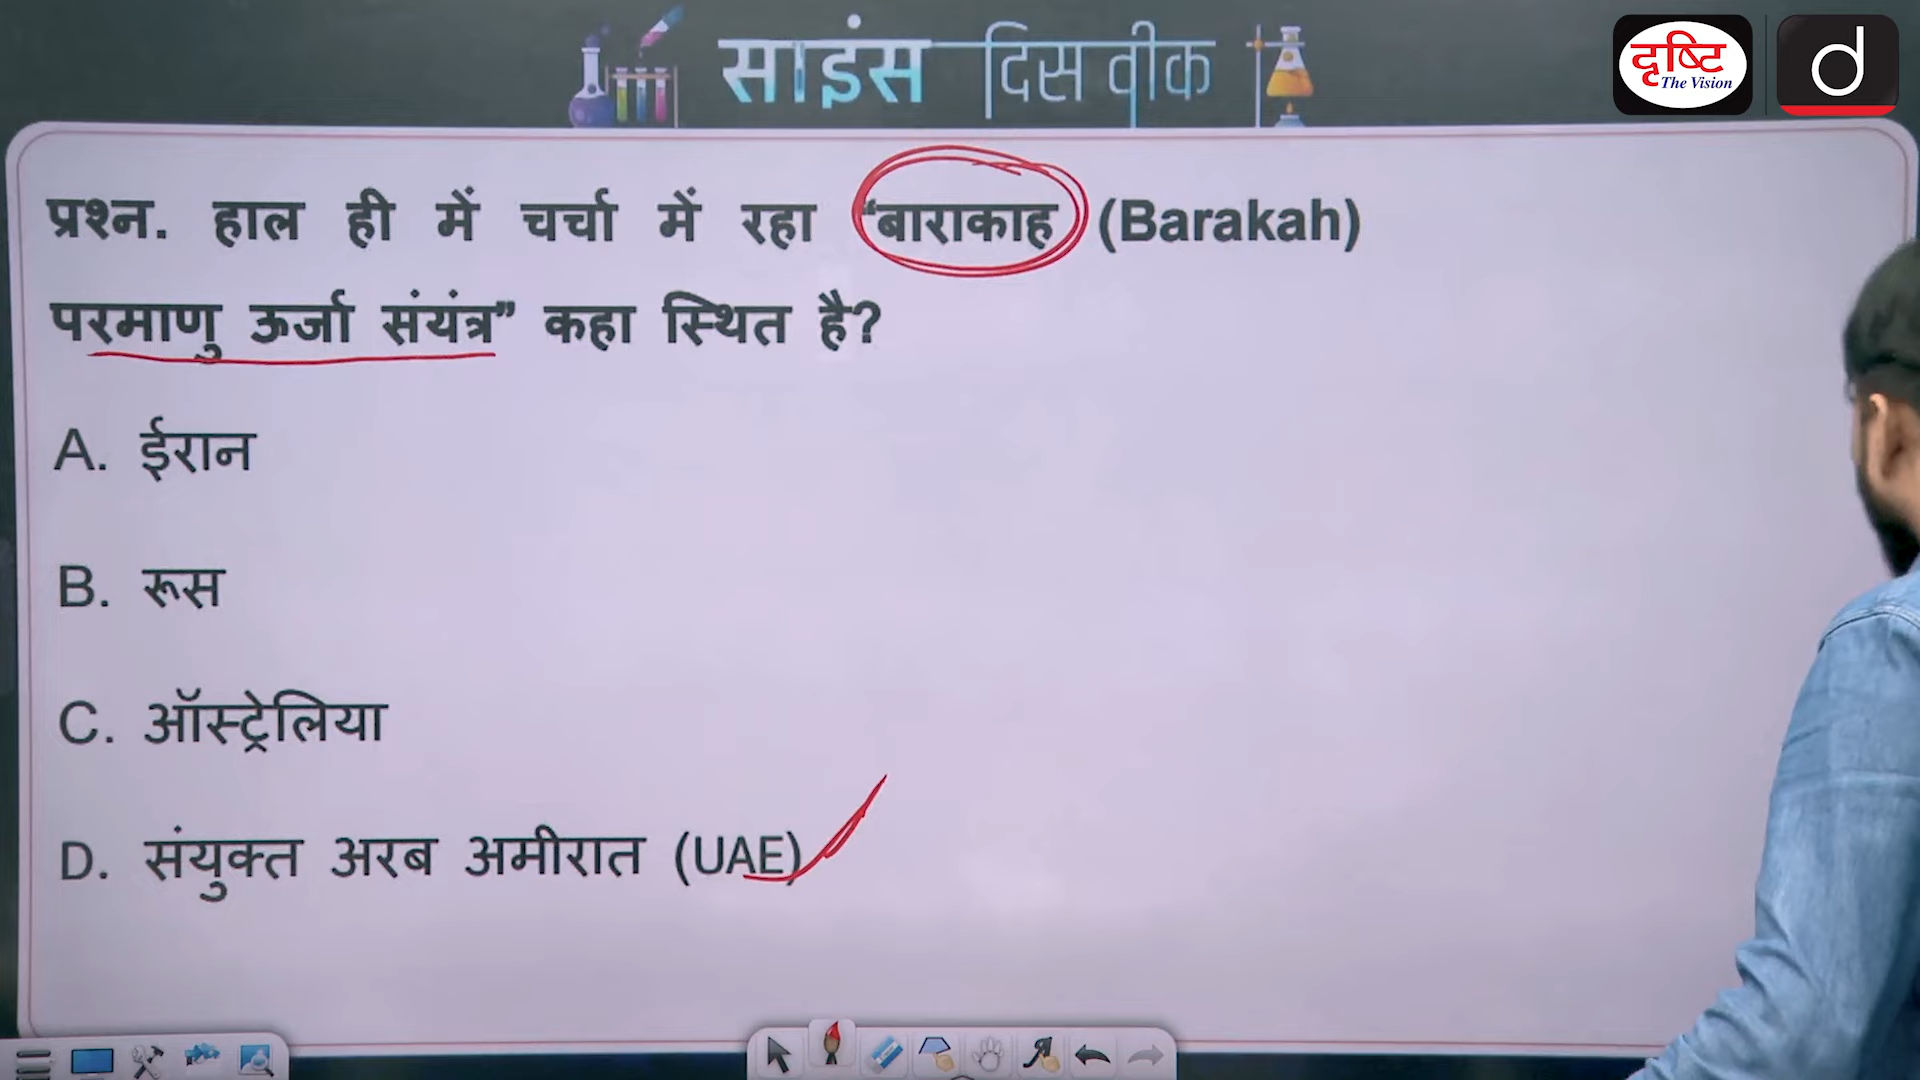 साइंस दिस वीक
दृष्टि
The Vision
d
प्रश्न. हाल ही में चर्चा में रहा “बाराकाह (Barakah)
परमाणु ऊर्जा संयंत्र” कहा स्थित है?
A. ईरान
B. रूस
C. ऑस्ट्रेलिया
D. संयुक्त अरब अमीरात (UAE)